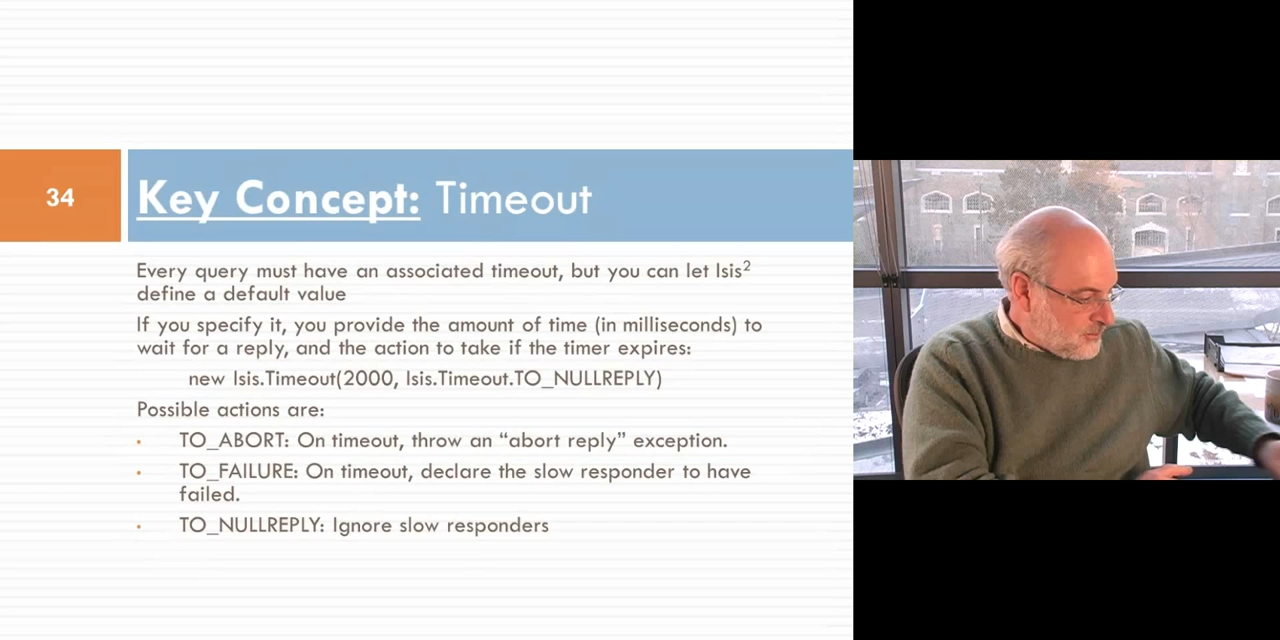 34
Key Concept: Timeout
Every query must have an associated timeout, but you can let Isis²
define a default value
If you specify it, you provide the amount of time (in milliseconds) to
wait for a reply, and the action to take if the timer expires:
new Isis.Timeout(2000, Isis.Timeout.TO_NULLREPLY)
Possible actions are:
• TO_ABORT: On timeout, throw an “abort reply” exception.
• TO_FAILURE: On timeout, declare the slow responder to have
failed.
• TO_NULLREPLY: Ignore slow responders